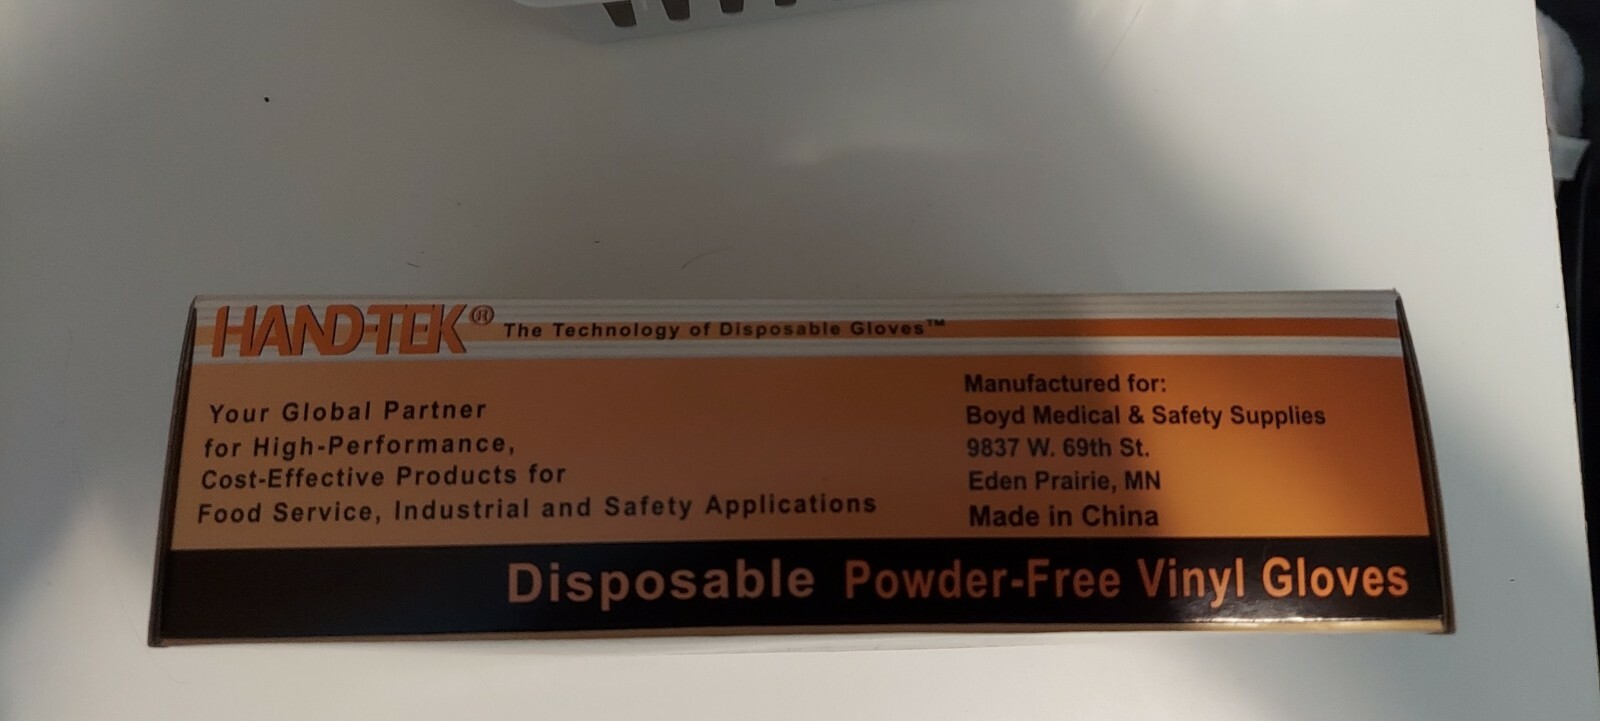 HAND-TEK® The Technology of Disposable Gloves™
Your Global Partner
for High-Performance,
Cost-Effective Products for
Food Service, Industrial and Safety Applications
Manufactured for:
Boyd Medical & Safety Supplies
9837 W. 69th St.
Eden Prairie, MN
Made in China
Disposable Powder-Free Vinyl Gloves